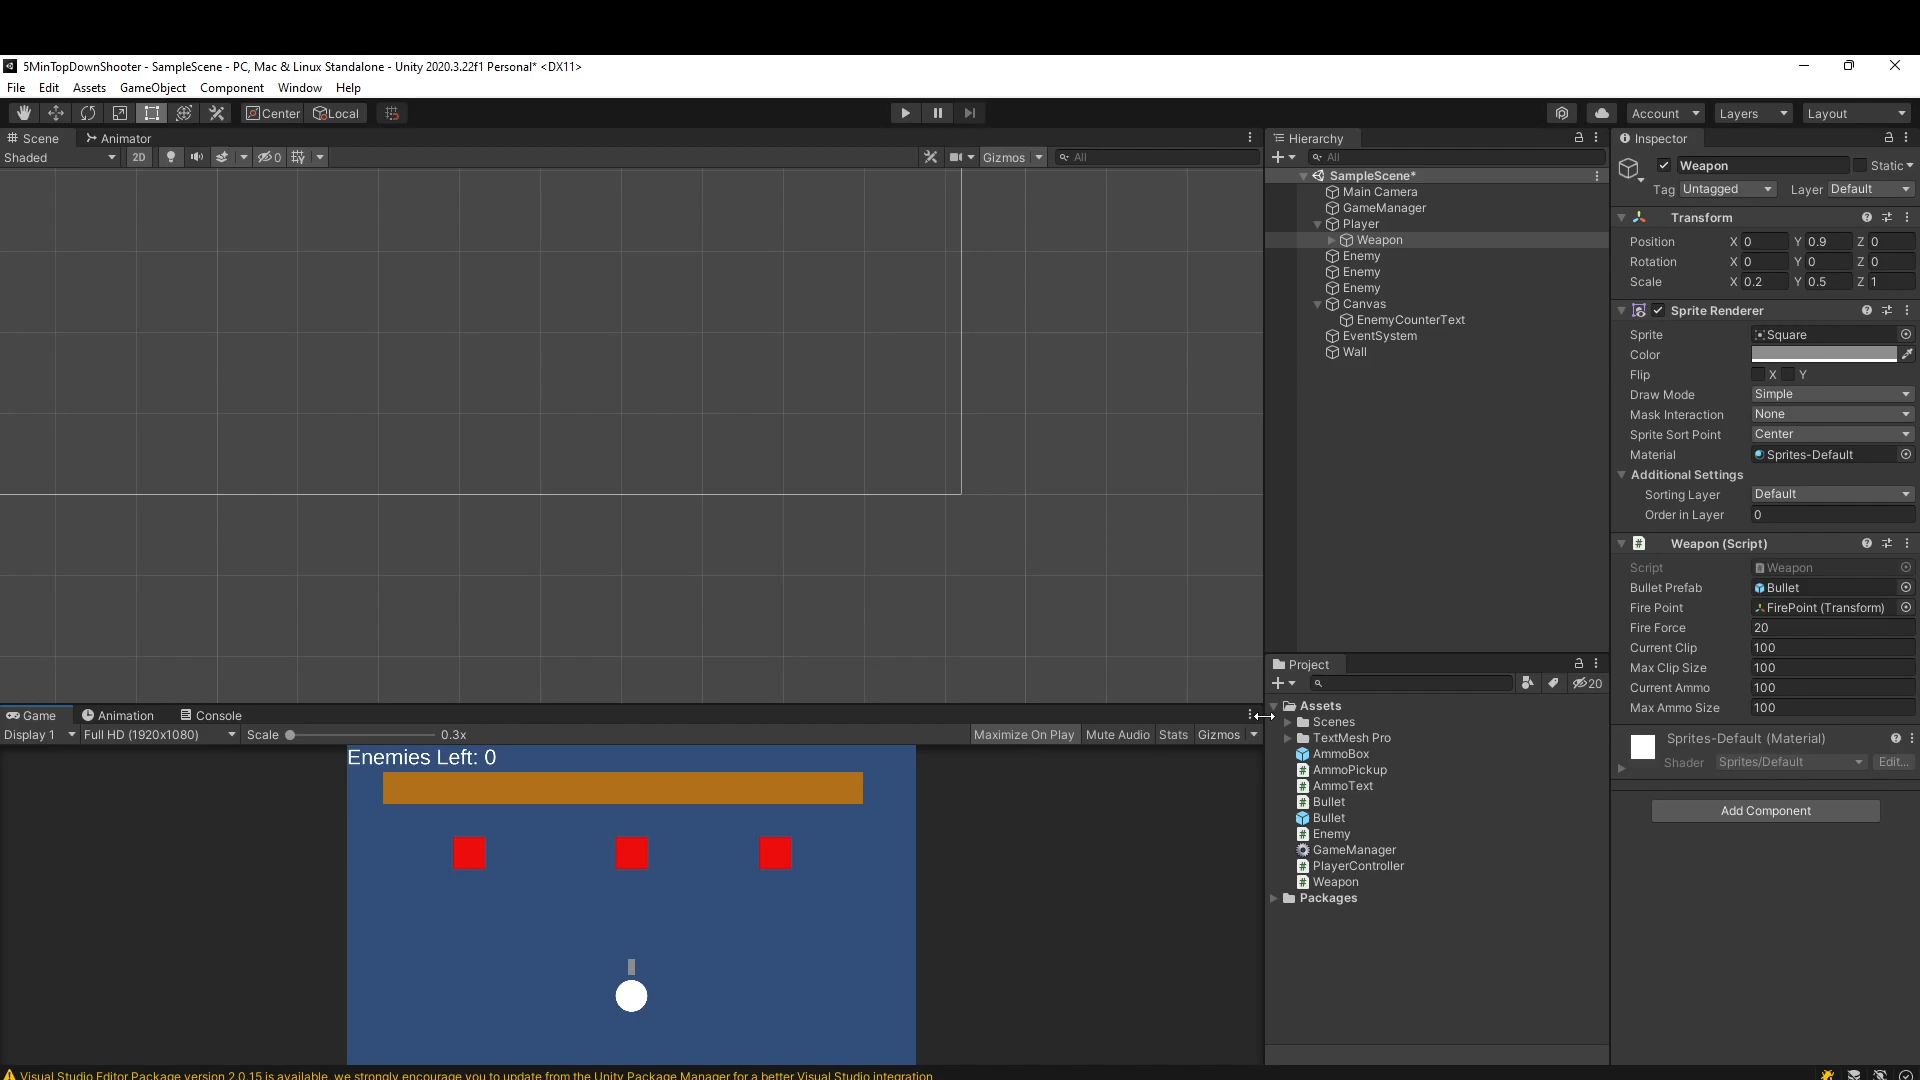 5MinTopDownShooter - SampleScene - PC, Mac & Linux Standalone - Unity 2020.3.22f1 Personal* <DX11>
File Edit Assets GameObject Component Window Help
Center Local
Account Layers Layout
Scene Animator
Shaded 2D 0 Gizmos All
Hierarchy
All
SampleScene*
Main Camera
GameManager
Player
Weapon
Enemy
Enemy
Enemy
Canvas
EnemyCounterText
EventSystem
Wall
Inspector
Weapon Static
Tag Untagged Layer Default
Transform
Position X 0 Y 0.9 Z 0
Rotation X 0 Y 0 Z 0
Scale X 0.2 Y 0.5 Z 1
Sprite Renderer
Sprite Square
Color
Flip X Y
Draw Mode Simple
Mask Interaction None
Sprite Sort Point Center
Material Sprites-Default
Additional Settings
Sorting Layer Default
Order in Layer 0
Weapon (Script)
Script Weapon
Bullet Prefab Bullet
Fire Point FirePoint (Transform)
Fire Force 20
Current Clip 100
Max Clip Size 100
Current Ammo 100
Max Ammo Size 100
Sprites-Default (Material)
Shader Sprites/Default Edit...
Add Component
Project
20
Assets
Scenes
TextMesh Pro
AmmoBox
AmmoPickup
AmmoText
Bullet
Bullet
Enemy
GameManager
PlayerController
Weapon
Packages
Game Animation Console
Display 1 Full HD (1920x1080) Scale 0.3x Maximize On Play Mute Audio Stats Gizmos
Enemies Left: 0
Visual Studio Editor Package version 2.0.15 is available, we strongly encourage you to update from the Unity Package Manager for a better Visual Studio integration